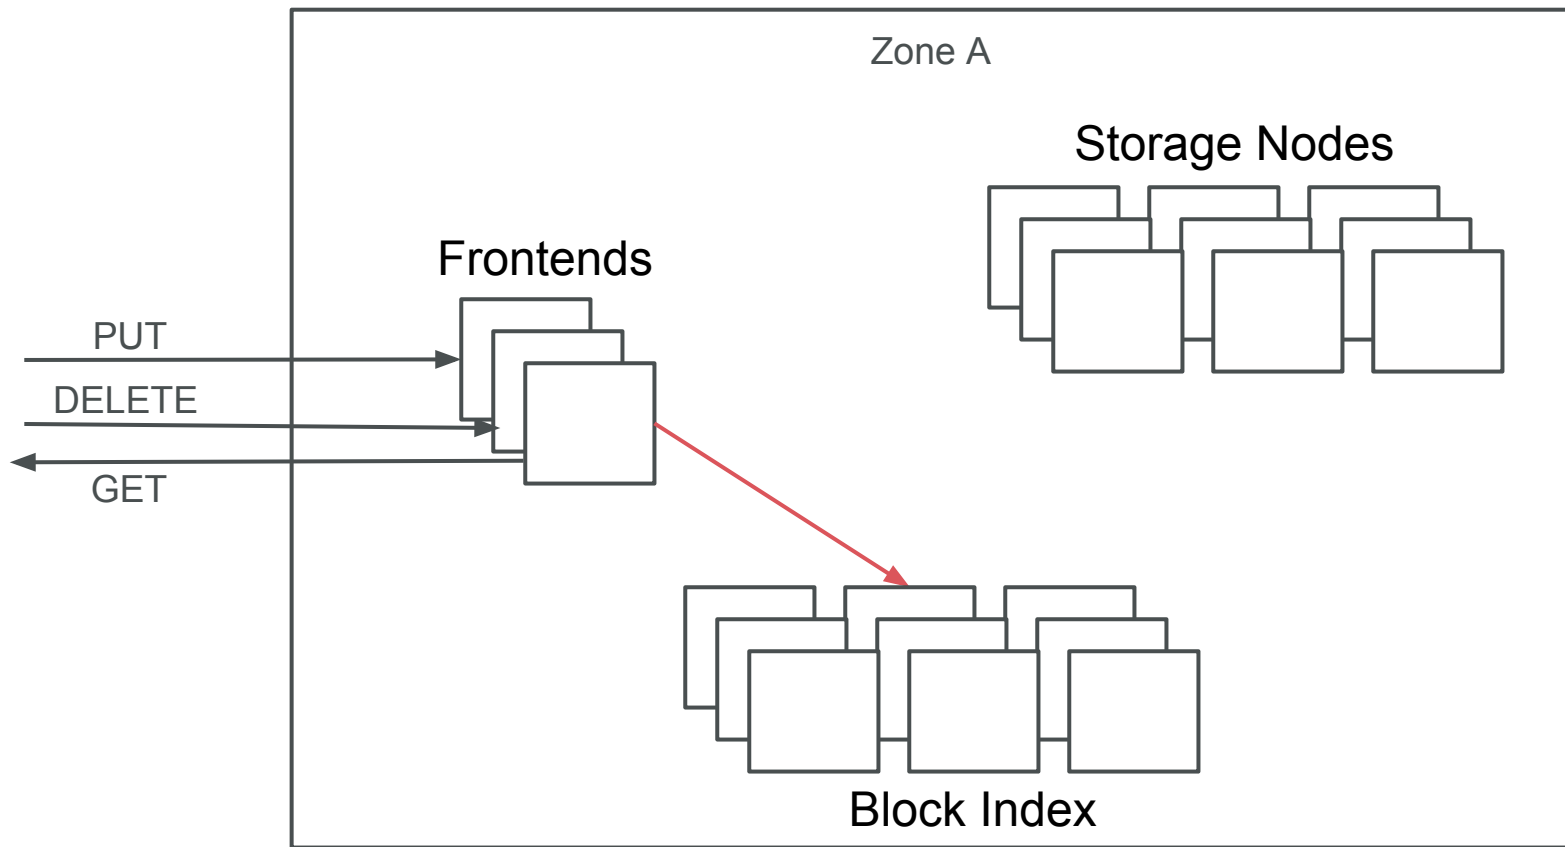 Zone A
Storage Nodes
Frontends
PUT
DELETE
GET
Block Index